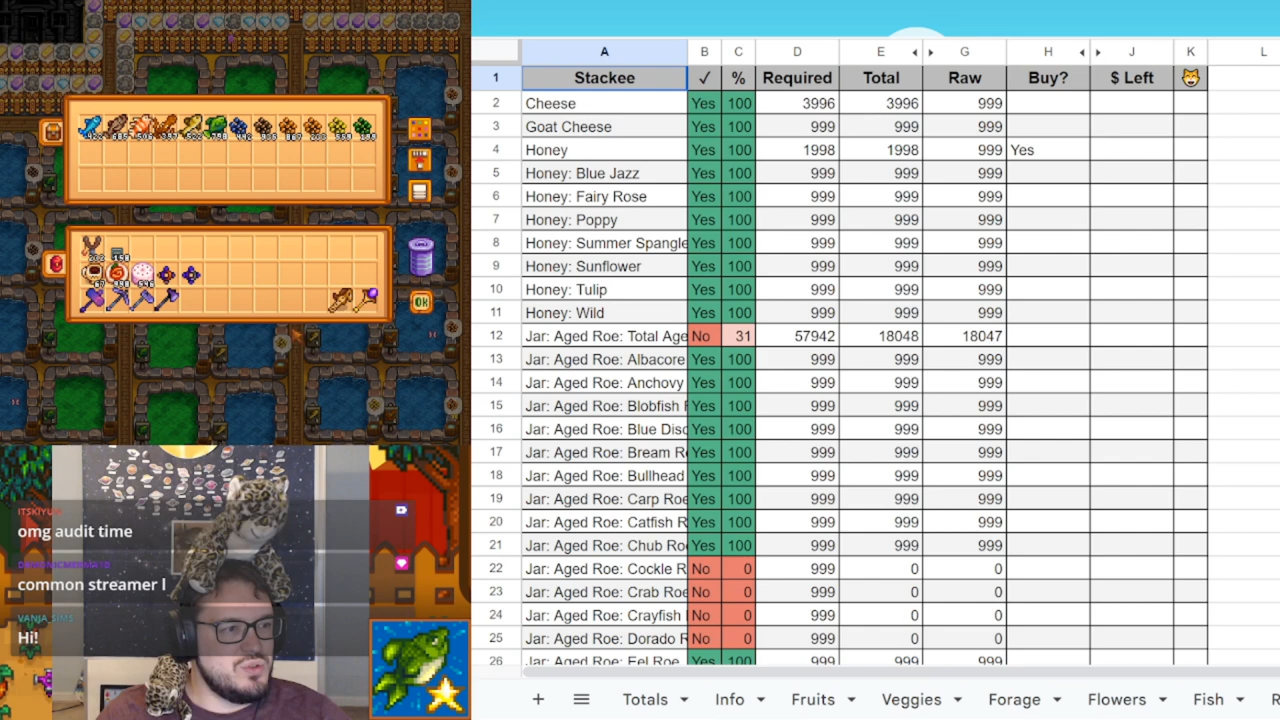 A B C D E G H J K L
1 Stackee ✓ % Required Total Raw Buy? $ Left
2 Cheese Yes 100 3996 3996 999
3 Goat Cheese Yes 100 999 999 999
4 Honey Yes 100 1998 1998 999 Yes
5 Honey: Blue Jazz Yes 100 999 999 999
6 Honey: Fairy Rose Yes 100 999 999 999
7 Honey: Poppy Yes 100 999 999 999
8 Honey: Summer Spangle Yes 100 999 999 999
9 Honey: Sunflower Yes 100 999 999 999
10 Honey: Tulip Yes 100 999 999 999
11 Honey: Wild Yes 100 999 999 999
12 Jar: Aged Roe: Total Age No 31 57942 18048 18047
13 Jar: Aged Roe: Albacore Yes 100 999 999 999
14 Jar: Aged Roe: Anchovy Yes 100 999 999 999
15 Jar: Aged Roe: Blobfish Yes 100 999 999 999
16 Jar: Aged Roe: Blue Disc Yes 100 999 999 999
17 Jar: Aged Roe: Bream Ro Yes 100 999 999 999
18 Jar: Aged Roe: Bullhead Yes 100 999 999 999
19 Jar: Aged Roe: Carp Roe Yes 100 999 999 999
20 Jar: Aged Roe: Catfish R Yes 100 999 999 999
21 Jar: Aged Roe: Chub Roe Yes 100 999 999 999
22 Jar: Aged Roe: Cockle R No 0 999 0 0
23 Jar: Aged Roe: Crab Roe No 0 999 0 0
24 Jar: Aged Roe: Crayfish No 0 999 0 0
25 Jar: Aged Roe: Dorado R No 0 999 0 0
26 Jar: Aged Roe: Eel Roe Yes 100 999 999 999
+ ☰ Totals Info Fruits Veggies Forage Flowers Fish
OK
omg audit time
common streamer l
VANJA_SIMS
Hi!